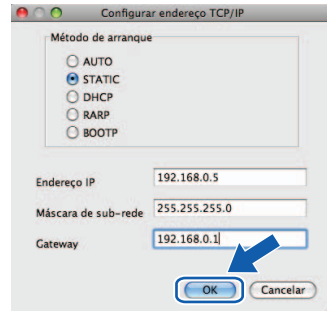 Configurar endereço TCP/IP
Método de arranque
AUTO
STATIC
DHCP
RARP
BOOTP
Endereço IP 192.168.0.5
Máscara de sub-rede 255.255.255.0
Gateway 192.168.0.1
OK Cancelar